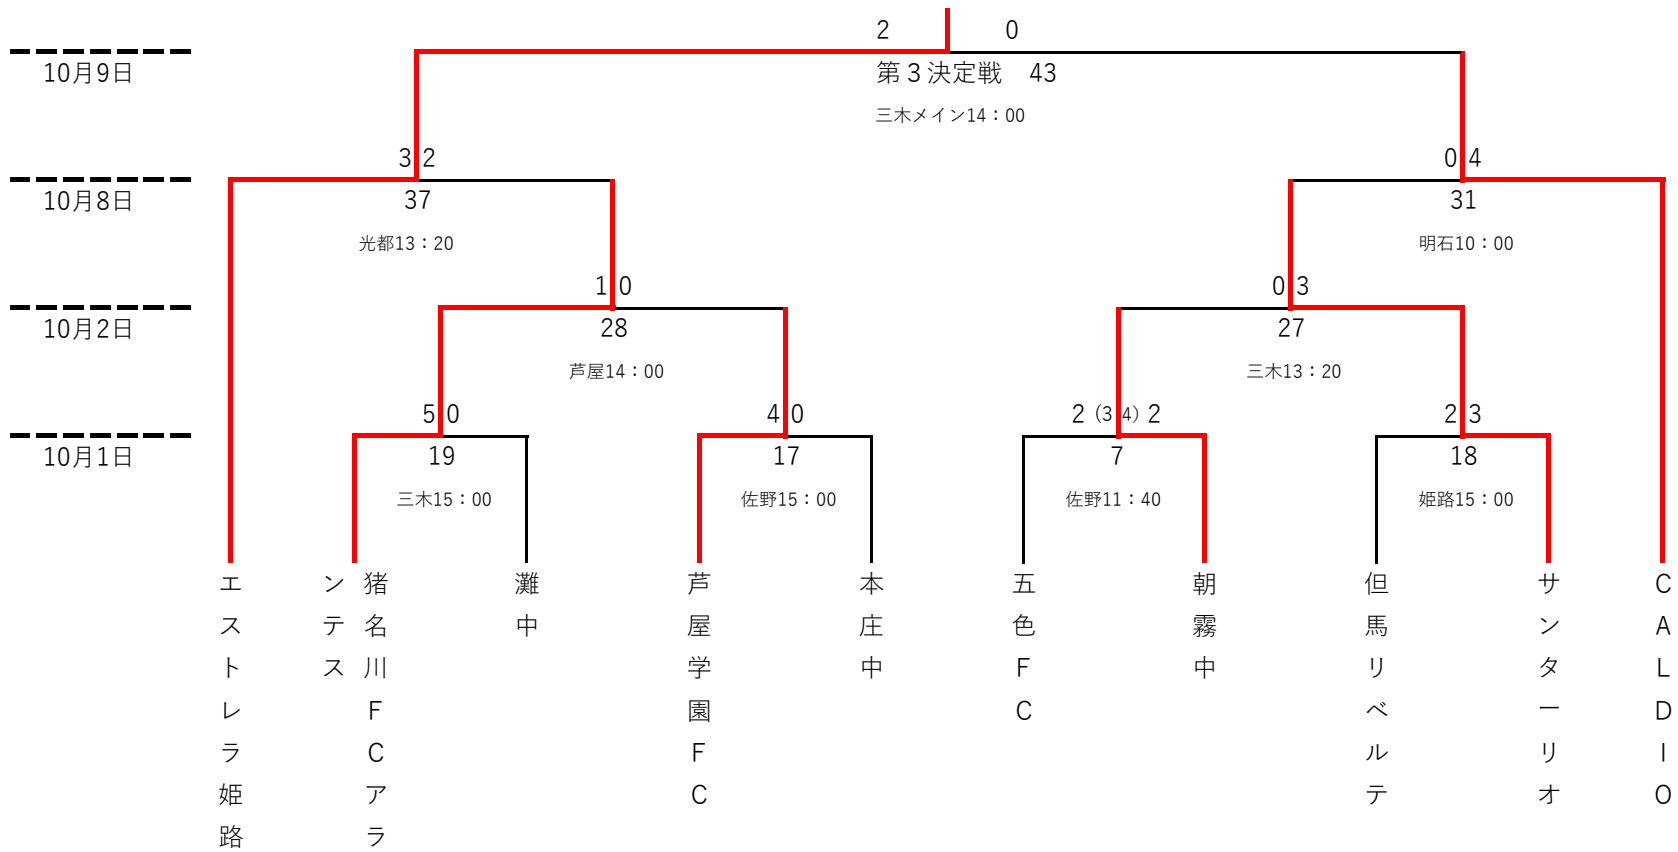 2 0
10月9日
第3決定戦 43
三木メイン14：00
3 2
0 4
10月8日
37
31
光都13：20
明石10：00
1 0
0 3
10月2日
28
27
芦屋14：00
三木13：20
5 0
4 0
2 (3 4) 2
2 3
10月1日
19
17
7
18
三木15：00
佐野15：00
佐野11：40
姫路15：00
エストレラ姫路
猪名川FCアラ
ンテス
灘中
芦屋学園FC
本庄中
五色FC
朝霧中
但馬リベルテ
サンターリオ
CALDIO